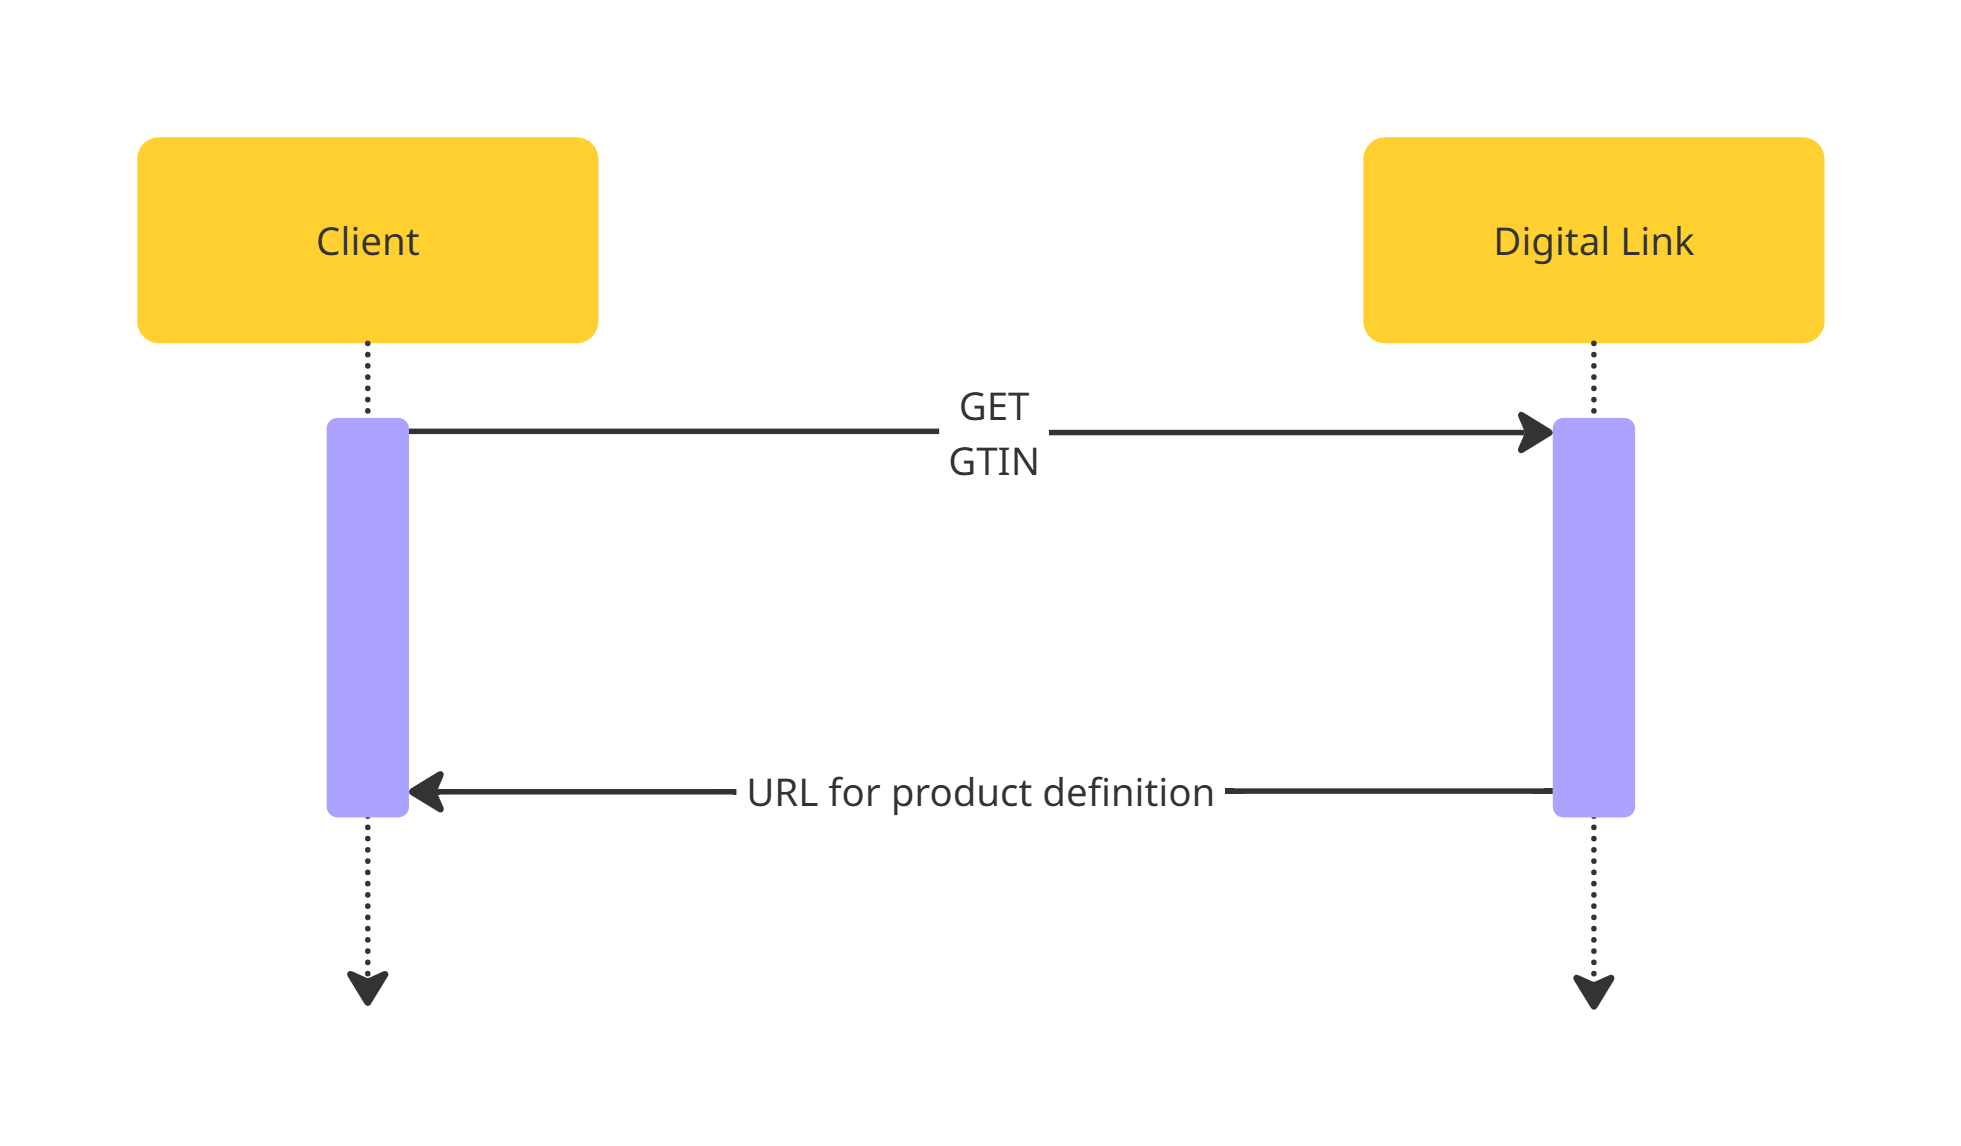 Client
Digital Link
GET
GTIN
URL for product definition